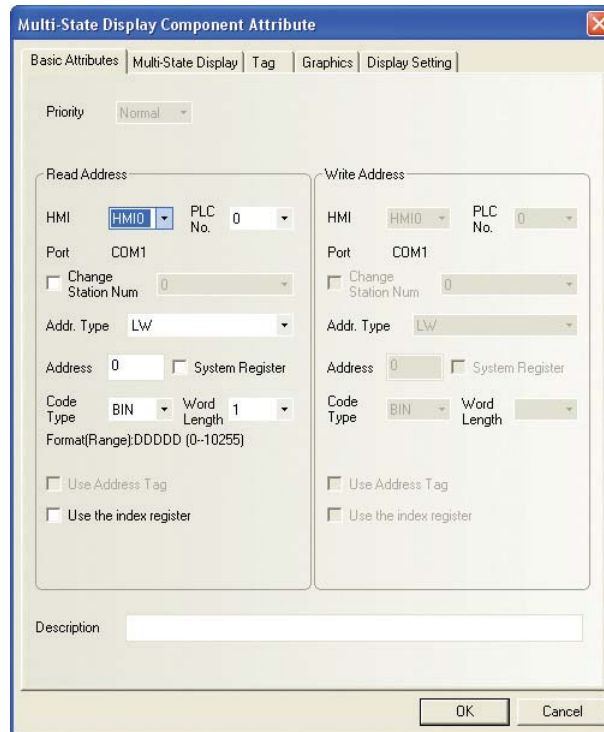 Multi-State Display Component Attribute
Basic Attributes Multi-State Display Tag Graphics Display Setting
Priority Normal
Read Address
HMI HMI0 PLC No. 0
Port COM1
Change Station Num 0
Addr. Type LW
Address 0 System Register
Code Type BIN Word Length 1
Format(Range):DDDDD (0--10255)
Use Address Tag
Use the index register
Write Address
HMI HMI0 PLC No. 0
Port COM1
Change Station Num 0
Addr. Type LW
Address 0 System Register
Code Type BIN Word Length
Use Address Tag
Use the index register
Description
OK Cancel